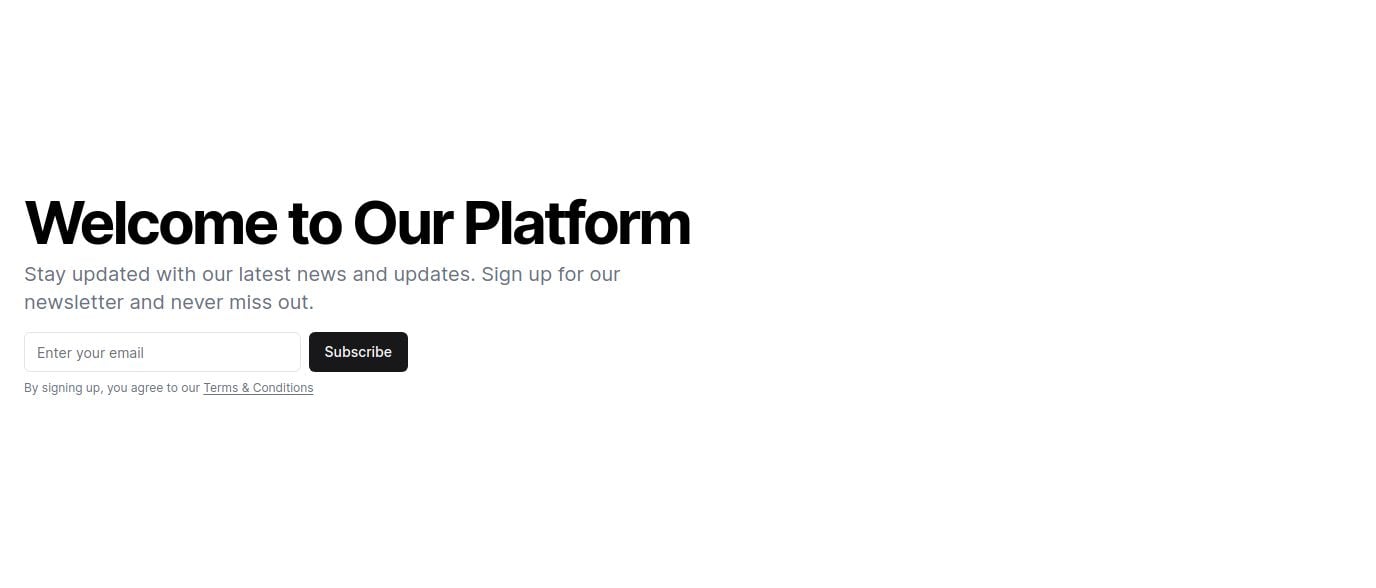 Welcome to Our Platform
Stay updated with our latest news and updates. Sign up for our
newsletter and never miss out.
Enter your email
Subscribe
By signing up, you agree to our Terms & Conditions